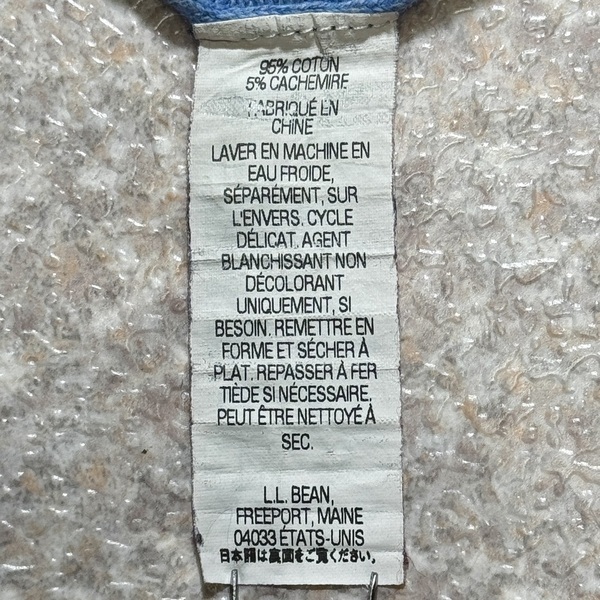 95% COTON
5% CACHEMIRE
FABRIQUÉ EN
CHINE
LAVER EN MACHINE EN
EAU FROIDE,
SÉPARÉMENT, SUR
L'ENVERS. CYCLE
DÉLICAT. AGENT
BLANCHISSANT NON
DÉCOLORANT
UNIQUEMENT, SI
BESOIN. REMETTRE EN
FORME ET SÉCHER À
PLAT. REPASSER À FER
TIÈDE SI NÉCESSAIRE.
PEUT ÊTRE NETTOYÉ À
SEC.
L.L. BEAN,
FREEPORT, MAINE
04033 ÉTATS-UNIS
日本語は裏面をご覧ください。